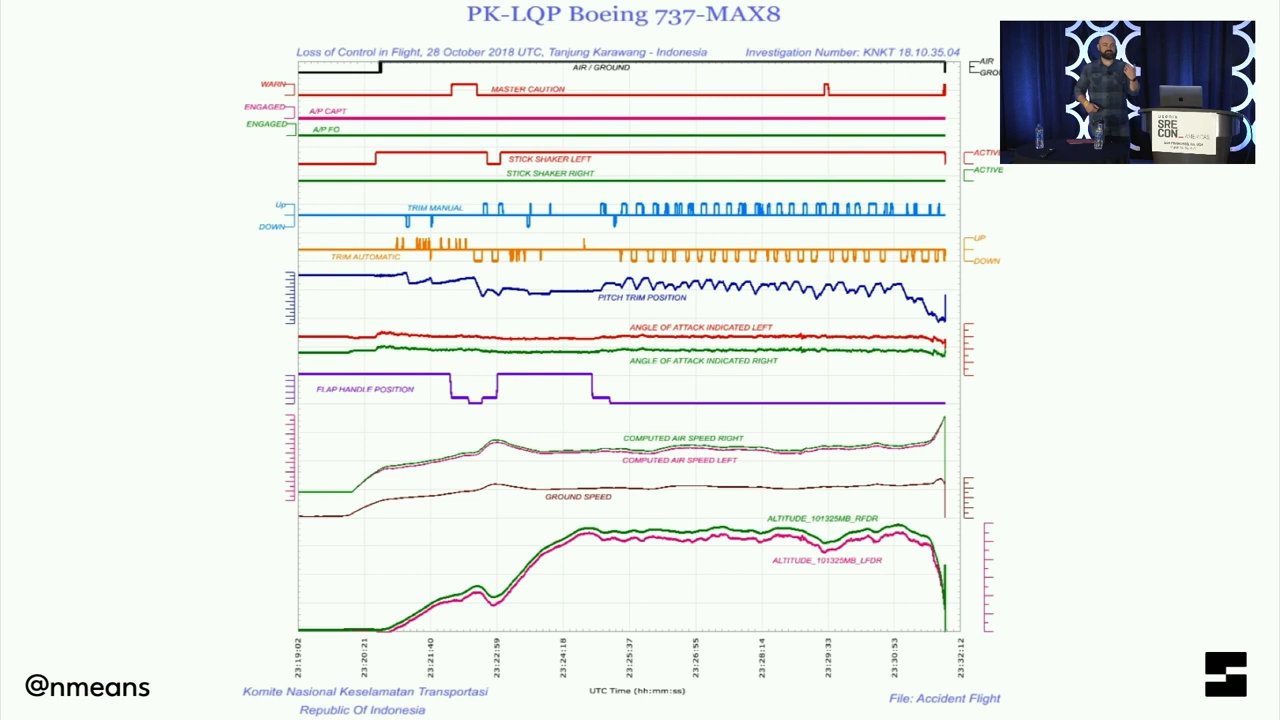 PK-LQP Boeing 737-MAX8
Loss of Control in Flight, 28 October 2018 UTC, Tanjung Karawang - Indonesia
Investigation Number: KNKT 18.10.35.04
AIR / GROUND
AIR
GROU
WARN
MASTER CAUTION
ENGAGED
A/P CAPT
ENGAGED
A/P FO
STICK SHAKER LEFT
ACTIVE
STICK SHAKER RIGHT
ACTIVE
Up
TRIM MANUAL
DOWN
UP
TRIM AUTOMATIC
DOWN
PITCH TRIM POSITION
ANGLE OF ATTACK INDICATED LEFT
ANGLE OF ATTACK INDICATED RIGHT
FLAP HANDLE POSITION
COMPUTED AIR SPEED RIGHT
COMPUTED AIR SPEED LEFT
GROUND SPEED
ALTITUDE_101325MB_RFDR
ALTITUDE_101325MB_LFDR
23:19:02
23:20:21
23:21:40
23:22:59
23:24:18
23:25:37
23:26:55
23:28:14
23:29:33
23:30:53
23:32:12
UTC Time (hh:mm:ss)
Komite Nasional Keselamatan Transportasi
Republic Of Indonesia
File: Accident Flight
@nmeans
SRE
CON
AMERICAS